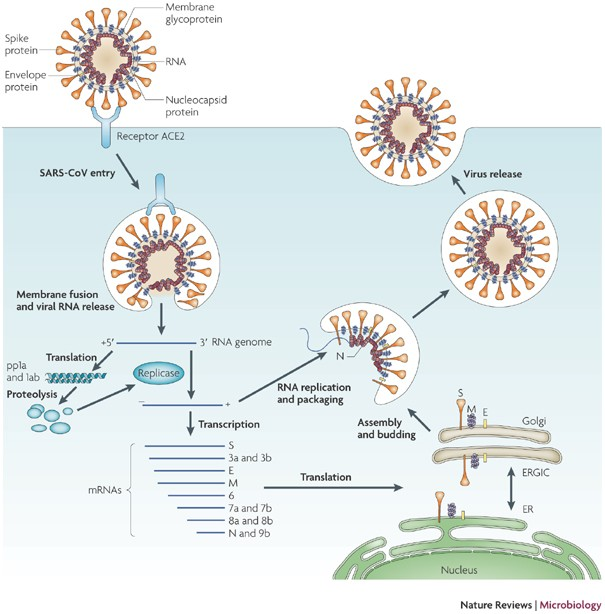 Membrane
glycoprotein
Spike
protein
RNA
Envelope
protein
Nucleocapsid
protein
Receptor ACE2
SARS-CoV entry
Virus release
Membrane fusion
and viral RNA release
+5′
3′ RNA genome
Translation
pp1a
and 1ab
Replicase
Proteolysis
N
RNA replication
and packaging
− +
Transcription
Assembly
and budding
S
M
E
Golgi
S
3a and 3b
E
M
6
7a and 7b
8a and 8b
N and 9b
mRNAs
Translation
ERGIC
S
M
E
ER
Nucleus
Nature Reviews | Microbiology